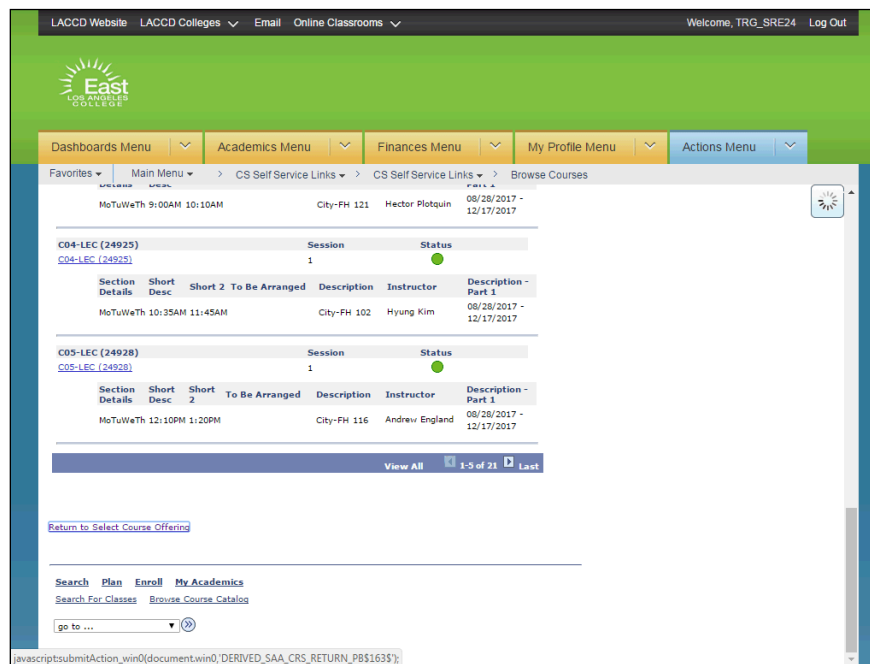 LACCD Website LACCD Colleges Email Online Classrooms Welcome, TRG_SRE24 Log Out
East
LOS ANGELES
COLLEGE
Dashboards Menu Academics Menu Finances Menu My Profile Menu Actions Menu
Favorites Main Menu > CS Self Service Links > CS Self Service Links > Browse Courses
Details Desc Part 1
MoTuWeTh 9:00AM 10:10AM City-FH 121 Hector Plotquin 08/28/2017 -
12/17/2017
C04-LEC (24925) Session Status
C04-LEC (24925) 1
Section Short Description -
Details Desc Short 2 To Be Arranged Description Instructor Part 1
MoTuWeTh 10:35AM 11:45AM City-FH 102 Hyung Kim 08/28/2017 -
12/17/2017
C05-LEC (24928) Session Status
C05-LEC (24928) 1
Section Short Short Description -
Details Desc 2 To Be Arranged Description Instructor Part 1
MoTuWeTh 12:10PM 1:20PM City-FH 116 Andrew England 08/28/2017 -
12/17/2017
View All 1-5 of 21 Last
Return to Select Course Offering
Search Plan Enroll My Academics
Search For Classes Browse Course Catalog
go to ...
javascript:submitAction_win0(document.win0,'DERIVED_SAA_CRS_RETURN_PB$163$');